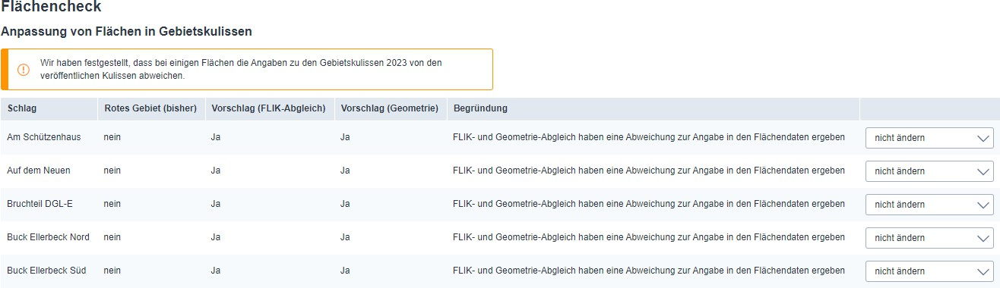 Flächencheck
Anpassung von Flächen in Gebietskulissen
Wir haben festgestellt, dass bei einigen Flächen die Angaben zu den Gebietskulissen 2023 von den
veröffentlichen Kulissen abweichen.
Schlag Rotes Gebiet (bisher) Vorschlag (FLIK-Abgleich) Vorschlag (Geometrie) Begründung
Am Schützenhaus nein Ja Ja FLIK- und Geometrie-Abgleich haben eine Abweichung zur Angabe in den Flächendaten ergeben nicht ändern
Auf dem Neuen nein Ja Ja FLIK- und Geometrie-Abgleich haben eine Abweichung zur Angabe in den Flächendaten ergeben nicht ändern
Bruchteil DGL-E nein Ja Ja FLIK- und Geometrie-Abgleich haben eine Abweichung zur Angabe in den Flächendaten ergeben nicht ändern
Buck Ellerbeck Nord nein Ja Ja FLIK- und Geometrie-Abgleich haben eine Abweichung zur Angabe in den Flächendaten ergeben nicht ändern
Buck Ellerbeck Süd nein Ja Ja FLIK- und Geometrie-Abgleich haben eine Abweichung zur Angabe in den Flächendaten ergeben nicht ändern